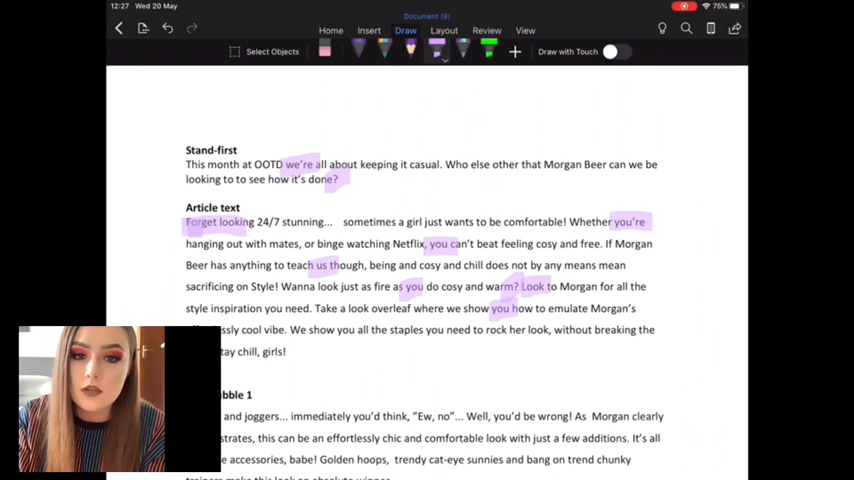 12:27 Wed 20 May
75%
Document (8)
Home Insert Draw Layout Review View
Select Objects
Draw with Touch
Stand-first
This month at OOTD we're all about keeping it casual. Who else other that Morgan Beer can we be
looking to to see how it's done?
Article text
Forget looking 24/7 stunning... sometimes a girl just wants to be comfortable! Whether you're
hanging out with mates, or binge watching Netflix, you can't beat feeling cosy and free. If Morgan
Beer has anything to teach us though, being and cosy and chill does not by any means mean
sacrificing on Style! Wanna look just as fire as you do cosy and warm? Look to Morgan for all the
style inspiration you need. Take a look overleaf where we show you how to emulate Morgan's
cool vibe. We show you all the staples you need to rock her look, without breaking the
tay chill, girls!
bble 1
and joggers... immediately you'd think, "Ew, no"... Well, you'd be wrong! As Morgan clearly
strates, this can be an effortlessly chic and comfortable look with just a few additions. It's all
accessories, babe! Golden hoops, trendy cat-eye sunnies and bang on trend chunky
trainers make this look an absolute winner.